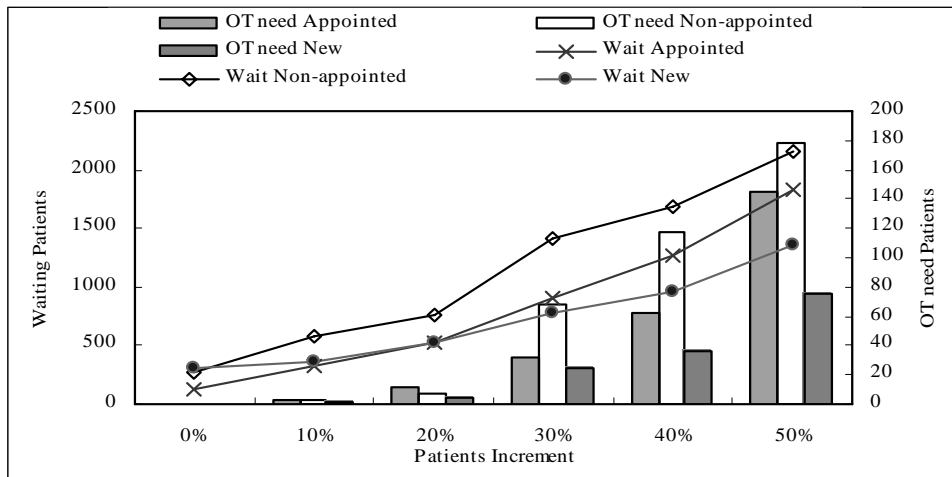 OT need Appointed
OT need Non-appointed
OT need New
Wait Appointed
Wait Non-appointed
Wait New
2500
2000
1500
1000
500
0
Waiting Patients
200
180
160
140
120
100
80
60
40
20
0
OT need Patients
0%
10%
20%
30%
40%
50%
Patients Increment